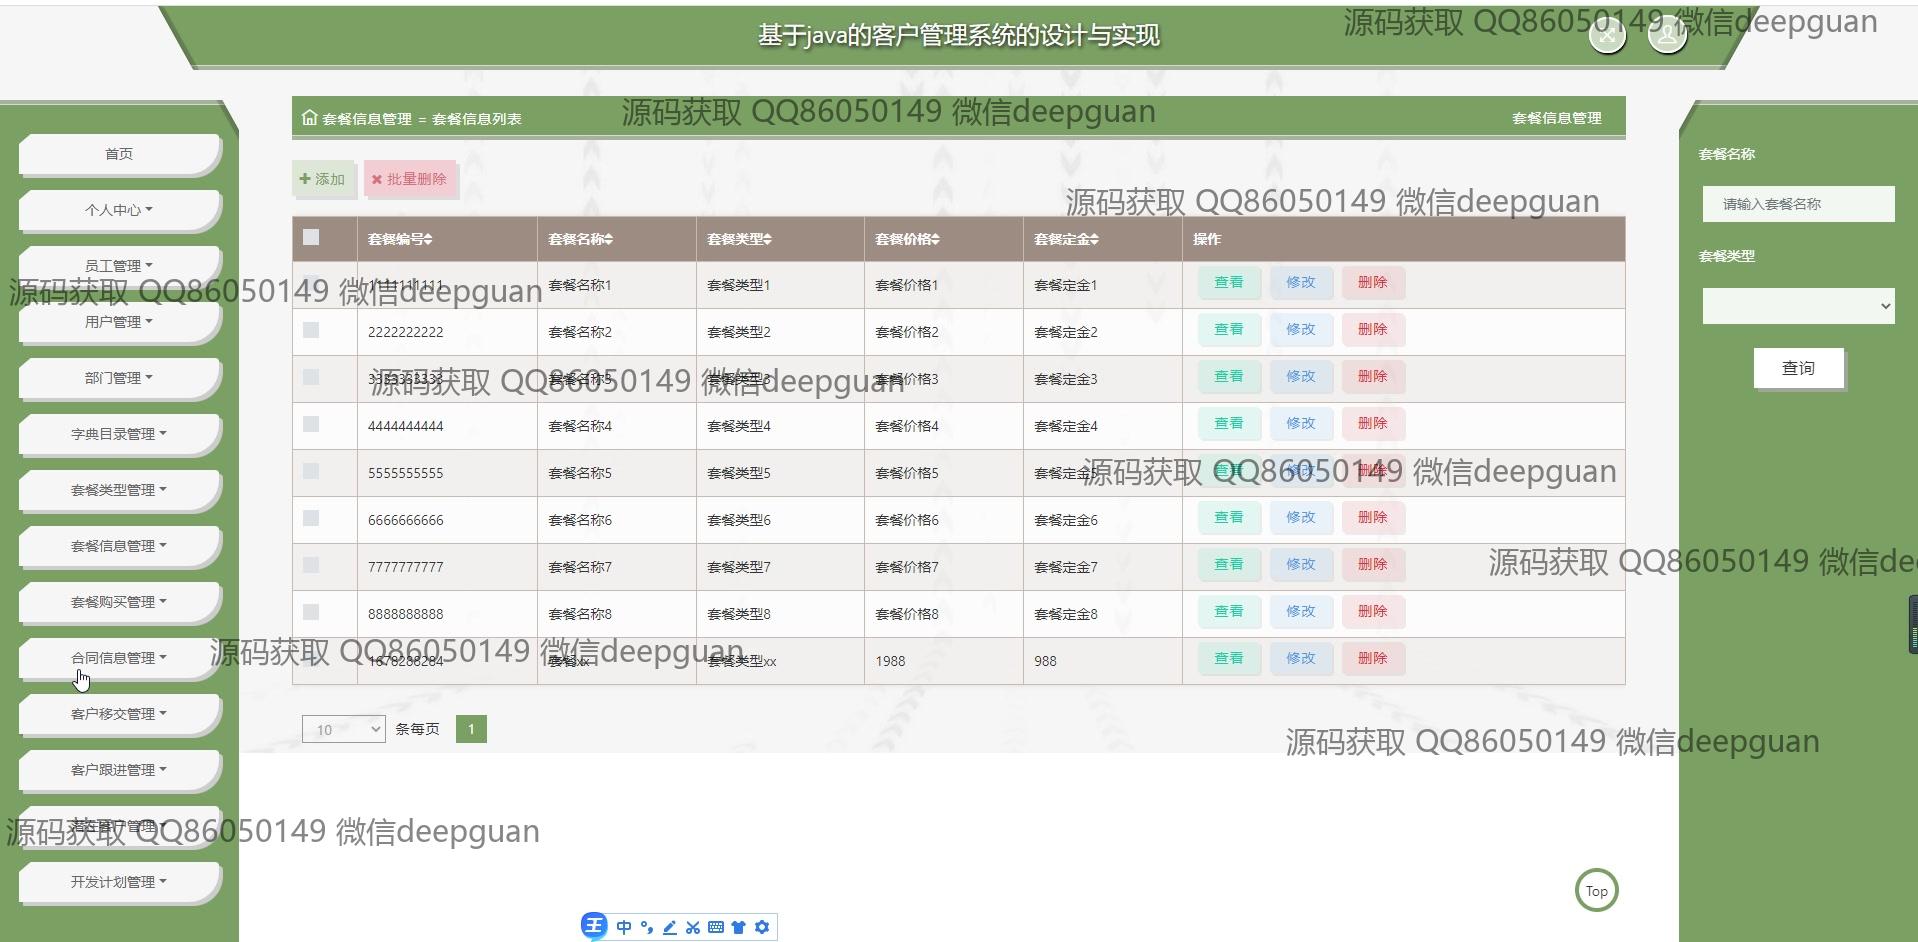 基于java的客户管理系统的设计与实现
源码获取 QQ86050149 微信deepguan
套餐信息管理 = 套餐信息列表
源码获取 QQ86050149 微信deepguan
套餐信息管理
首页
个人中心
员工管理
用户管理
部门管理
字典目录管理
套餐类型管理
套餐信息管理
套餐购买管理
合同信息管理
客户移交管理
客户跟进管理
潜在客户管理
开发计划管理
添加
批量删除
源码获取 QQ86050149 微信deepguan
套餐编号 套餐名称 套餐类型 套餐价格 套餐定金 操作
1111111111 套餐名称1 套餐类型1 套餐价格1 套餐定金1 查看 修改 删除
源码获取 QQ86050149 微信deepguan
2222222222 套餐名称2 套餐类型2 套餐价格2 套餐定金2 查看 修改 删除
3333333333 套餐名称3 套餐类型3 套餐价格3 套餐定金3 查看 修改 删除
源码获取 QQ86050149 微信deepguan
4444444444 套餐名称4 套餐类型4 套餐价格4 套餐定金4 查看 修改 删除
5555555555 套餐名称5 套餐类型5 套餐价格5 套餐定金5 查看 修改 删除
源码获取 QQ86050149 微信deepguan
6666666666 套餐名称6 套餐类型6 套餐价格6 套餐定金6 查看 修改 删除
7777777777 套餐名称7 套餐类型7 套餐价格7 套餐定金7 查看 修改 删除
源码获取 QQ86050149 微信dee
8888888888 套餐名称8 套餐类型8 套餐价格8 套餐定金8 查看 修改 删除
1678288284 套餐xx 套餐类型xx 1988 988 查看 修改 删除
源码获取 QQ86050149 微信deepguan
10 条每页 1
源码获取 QQ86050149 微信deepguan
源码获取 QQ86050149 微信deepguan
套餐名称
请输入套餐名称
套餐类型
查询
Top
王 中